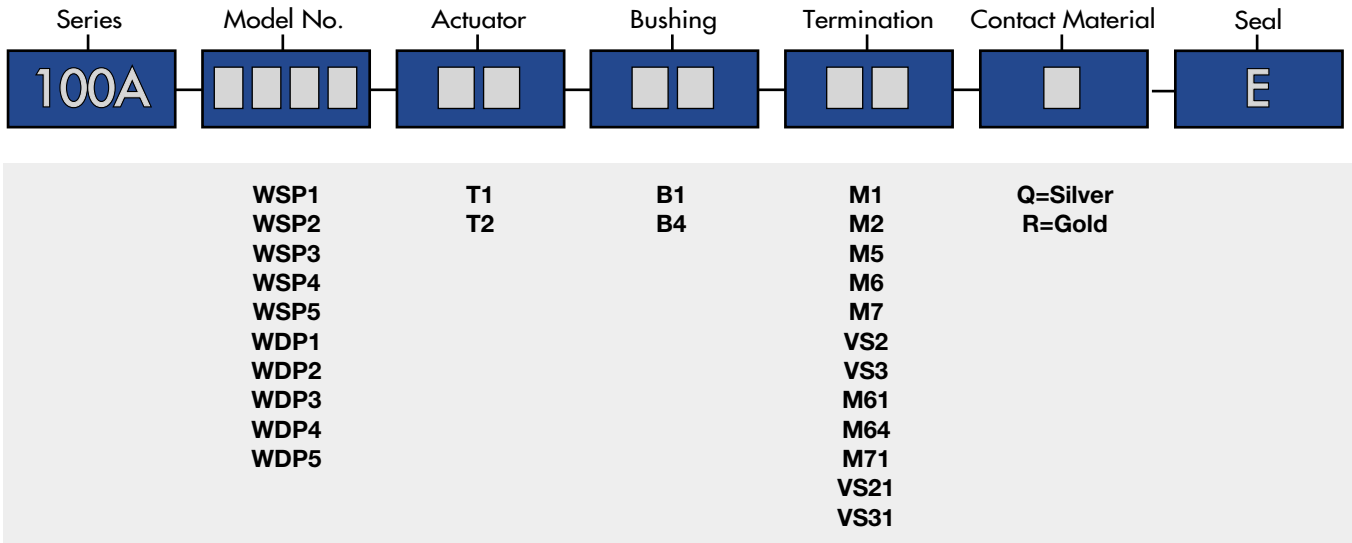 Series Model No. Actuator Bushing Termination Contact Material Seal
100A E
WSP1 T1 B1 M1 Q=Silver
WSP2 T2 B4 M2 R=Gold
WSP3 M5
WSP4 M6
WSP5 M7
WDP1 VS2
WDP2 VS3
WDP3 M61
WDP4 M64
WDP5 M71
VS21
VS31